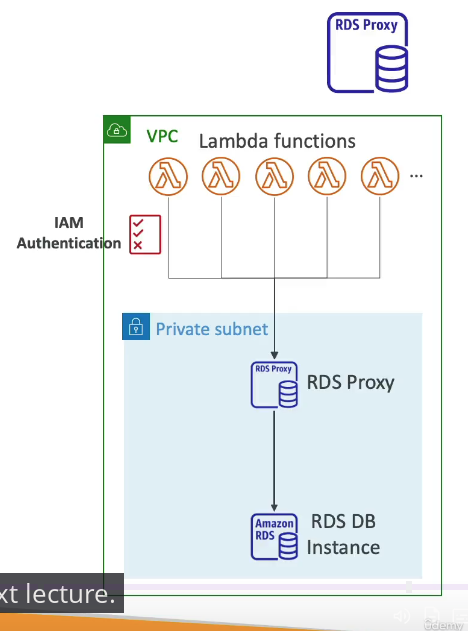 RDS Proxy
VPC
Lambda functions
...
IAM
Authentication
Private subnet
RDS Proxy
RDS Proxy
Amazon
RDS
RDS DB
Instance
xt lecture.
Udemy